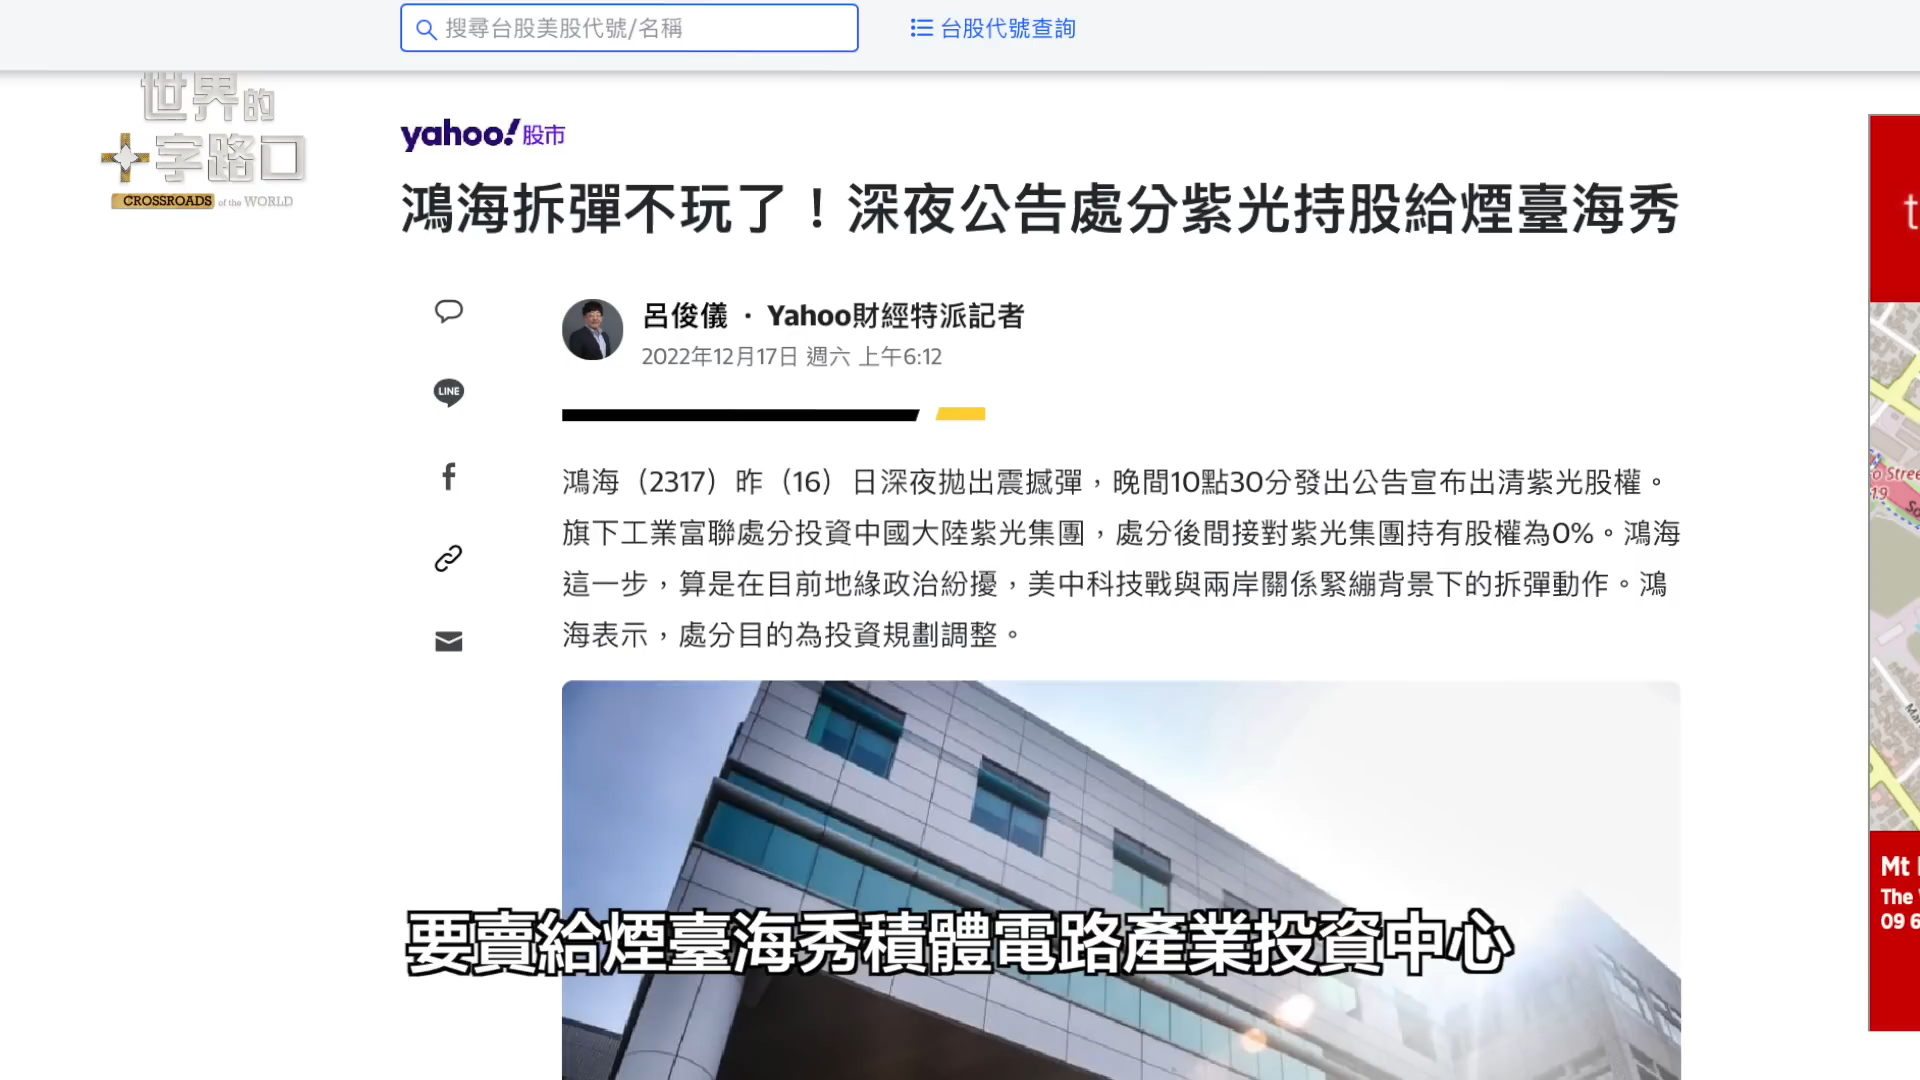 搜尋台股美股代號/名稱
台股代號查詢
世界的
十字路口
CROSSROADS of the WORLD
yahoo!股市
鴻海拆彈不玩了！深夜公告處分紫光持股給煙臺海秀
呂俊儀 · Yahoo財經特派記者
2022年12月17日 週六 上午6:12
LINE
鴻海（2317）昨（16）日深夜拋出震撼彈，晚間10點30分發出公告宣布出清紫光股權。
旗下工業富聯處分投資中國大陸紫光集團，處分後間接對紫光集團持有股權為0%。鴻海
這一步，算是在目前地緣政治紛擾，美中科技戰與兩岸關係緊繃背景下的拆彈動作。鴻
海表示，處分目的為投資規劃調整。
要賣給煙臺海秀積體電路產業投資中心
t
o Stree
19
Mt
The
09 6